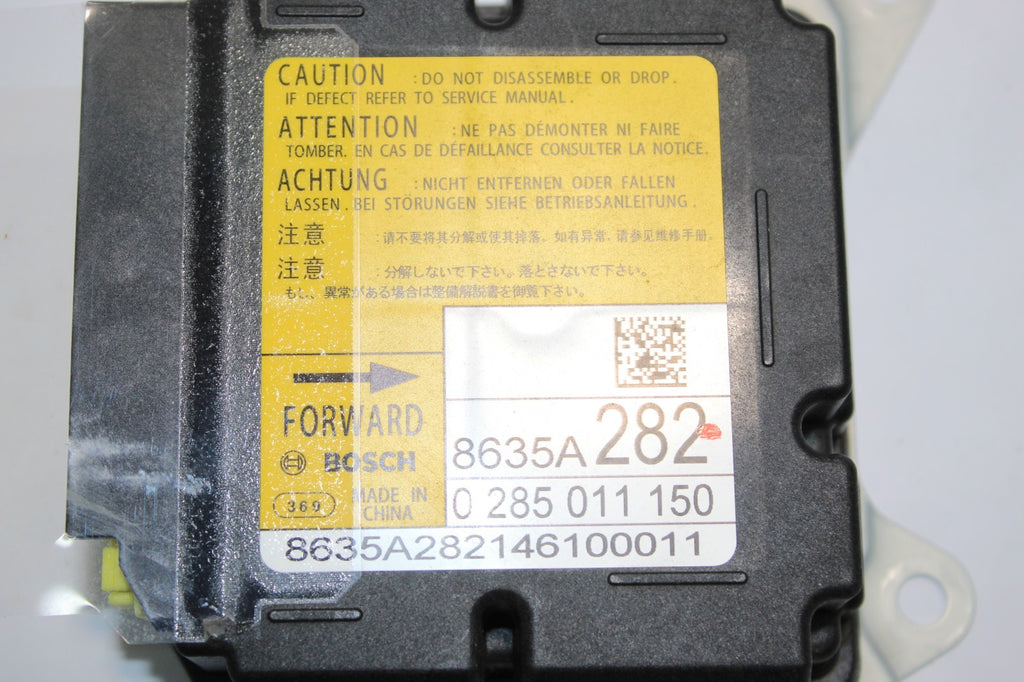 CAUTION : DO NOT DISASSEMBLE OR DROP.
IF DEFECT REFER TO SERVICE MANUAL.
ATTENTION : NE PAS DÉMONTER NI FAIRE
TOMBER. EN CAS DE DÉFAILLANCE CONSULTER LA NOTICE.
ACHTUNG : NICHT ENTFERNEN ODER FALLEN
LASSEN. BEI STÖRUNGEN SIEHE BETRIEBSANLEITUNG.
注意 : 请不要将其分解或使其掉落。如有异常，请参见维修手册.
注意 : 分解しないで下さい。落とさないで下さい。
もし、異常がある場合は整備解説書を御覧下さい。
FORWARD
BOSCH
369 MADE IN
CHINA
8635A282
0 285 011 150
8635A282146100011